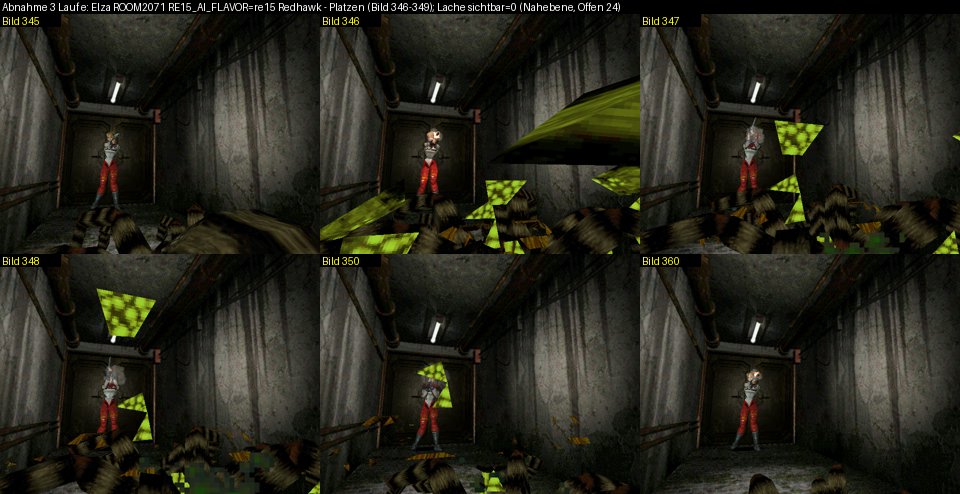 Abnahme 3 Laufe: Elza ROOM2071 RE15_AI_FLAVOR=re15 Redhawk - Platzen (Bild 346-349); Lache sichtbar=0 (Nahebene, Offen 24)
Bild 345
Bild 346
Bild 347
Bild 348
Bild 350
Bild 360